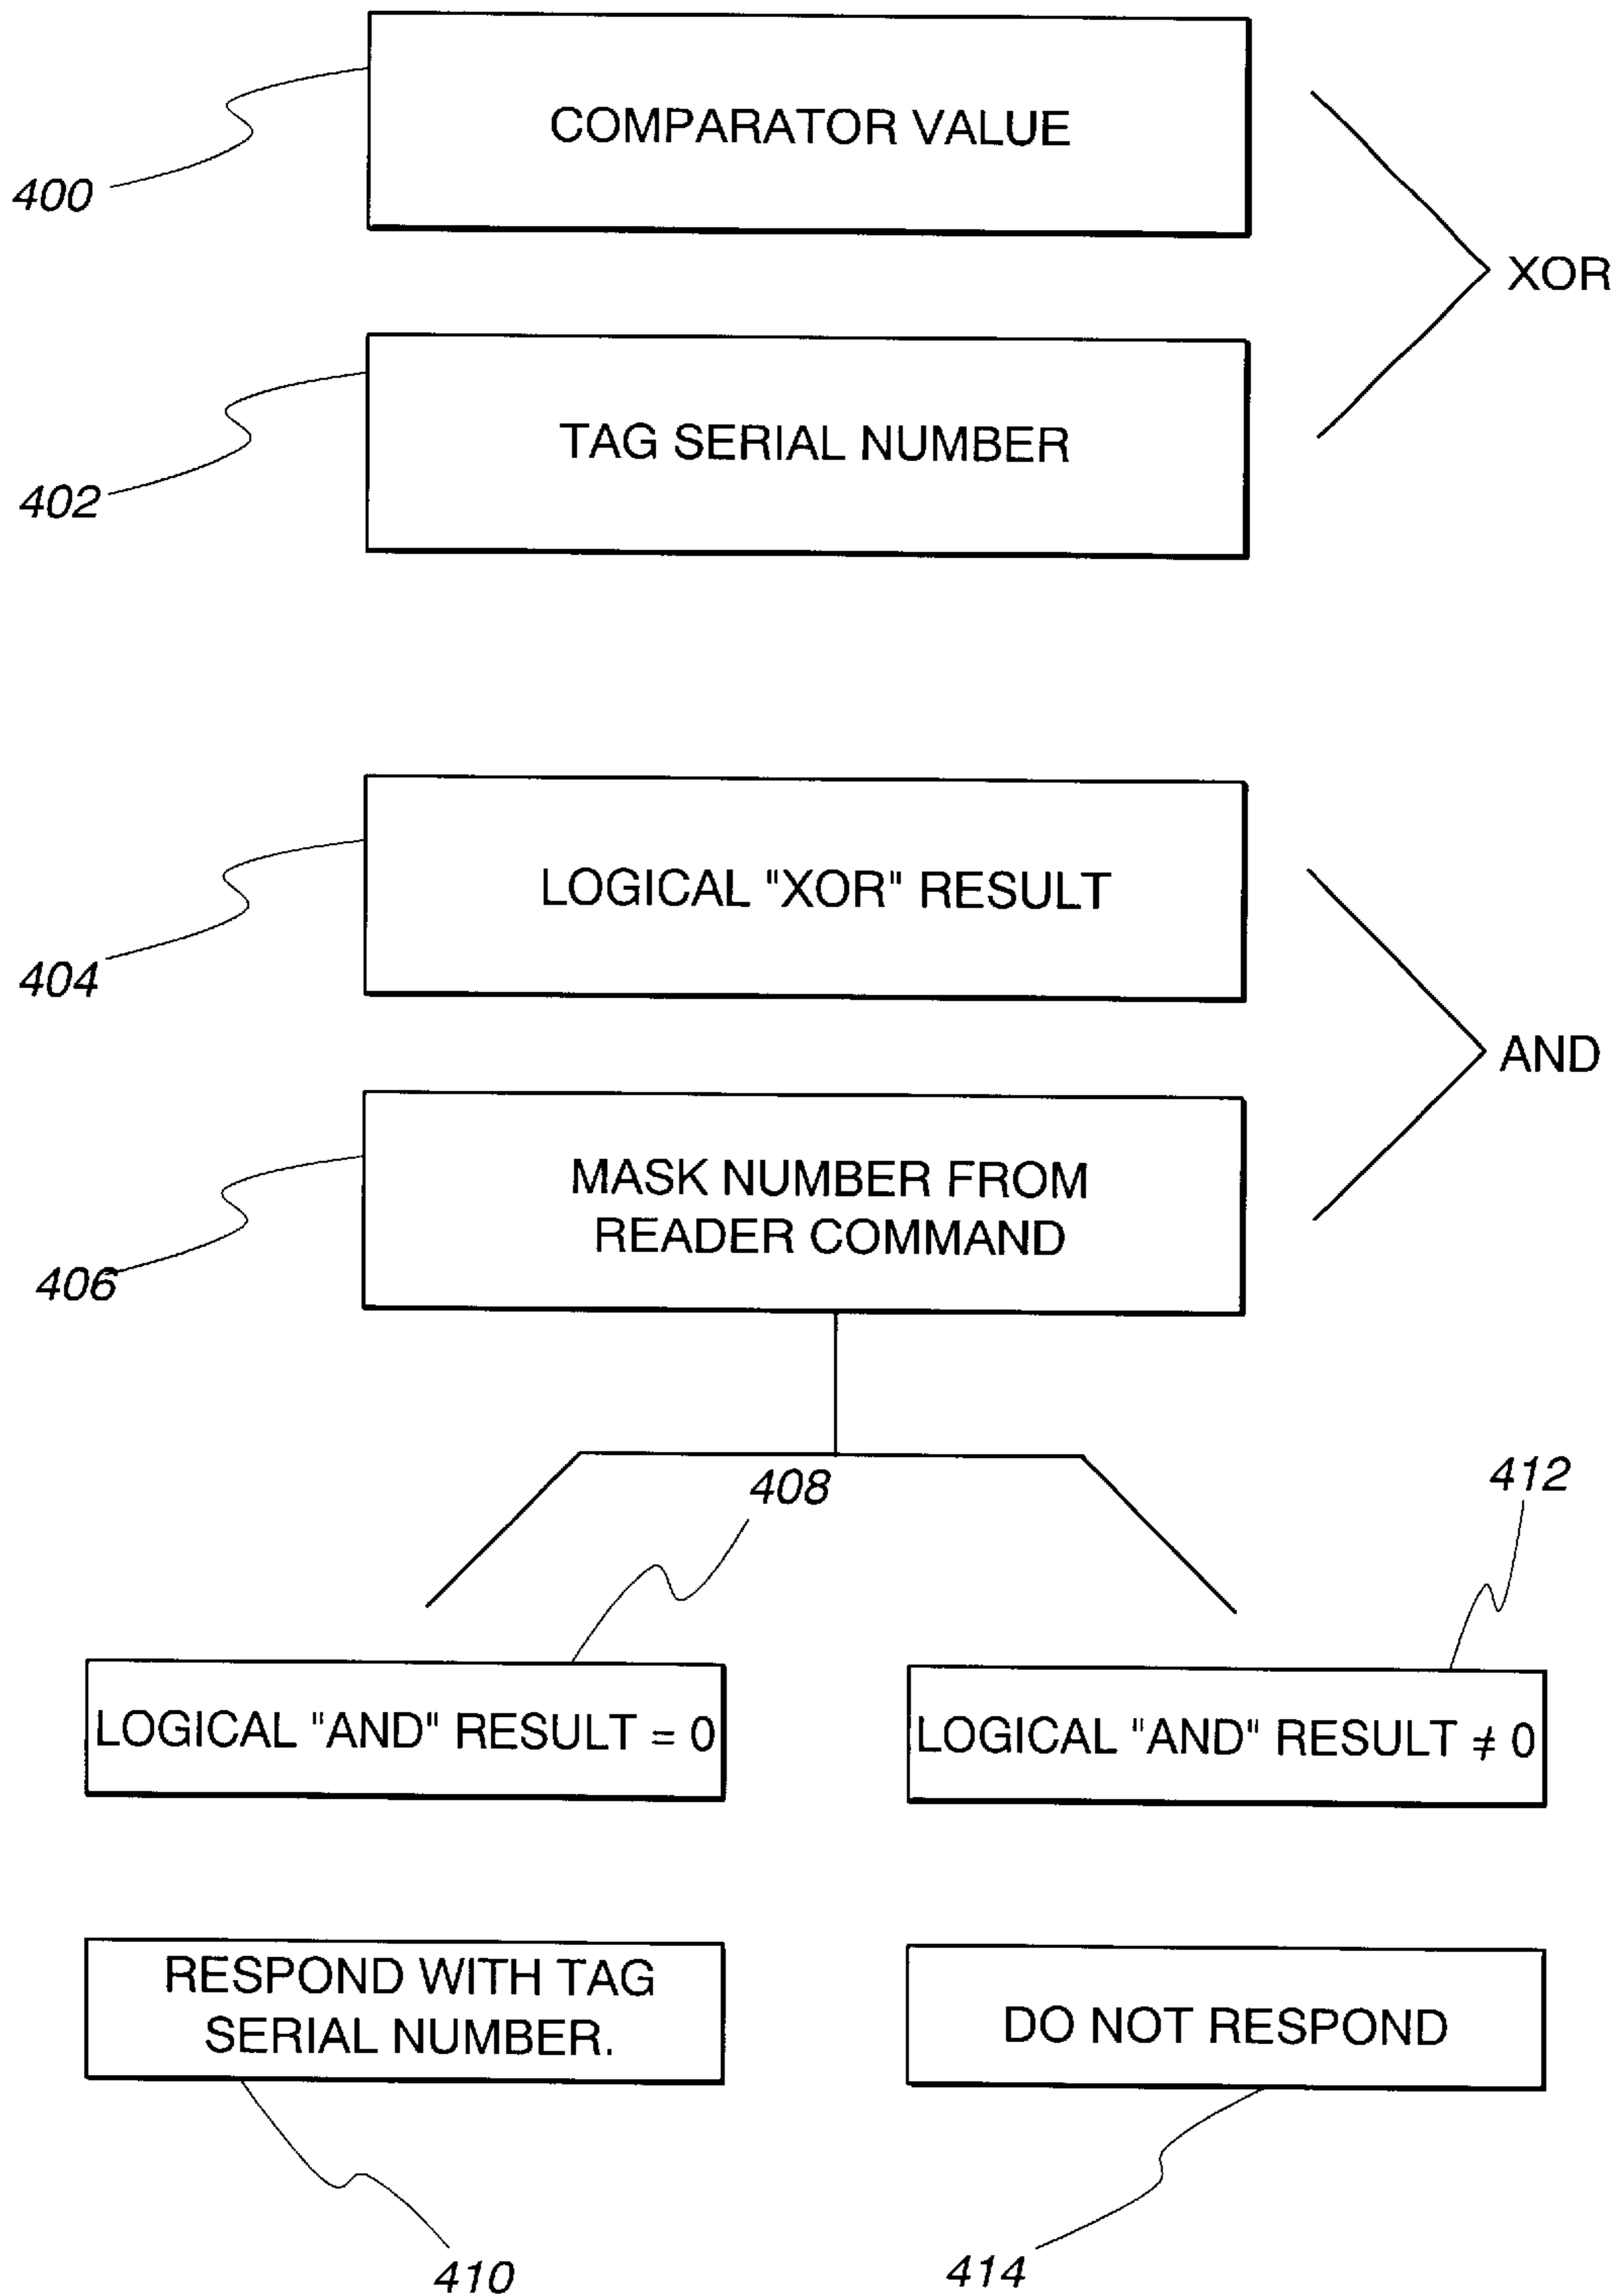 COMPARATOR VALUE
400
XOR
TAG SERIAL NUMBER
402
LOGICAL "XOR" RESULT
404
AND
MASK NUMBER FROM
READER COMMAND
406
408
412
LOGICAL "AND" RESULT = 0
LOGICAL "AND" RESULT ≠ 0
RESPOND WITH TAG
SERIAL NUMBER.
DO NOT RESPOND
410
414